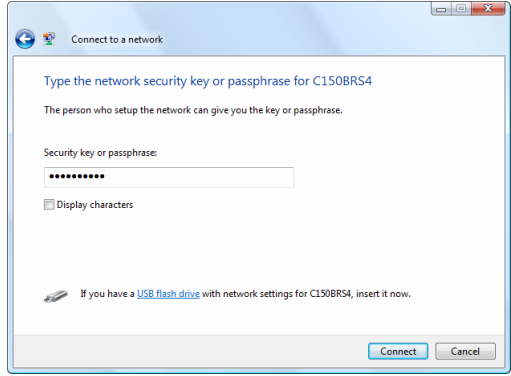 Connect to a network
Type the network security key or passphrase for C150BRS4
The person who setup the network can give you the key or passphrase.
Security key or passphrase:
••••••••••
Display characters
If you have a USB flash drive with network settings for C150BRS4, insert it now.
Connect Cancel